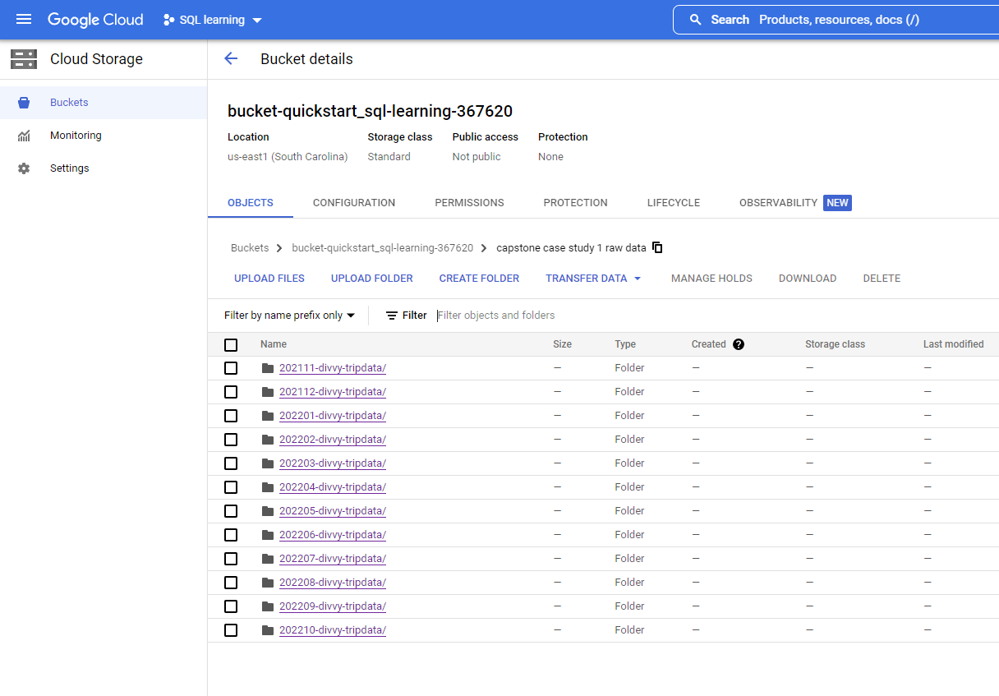 Google Cloud SQL learning Search Products, resources, docs (/)
Cloud Storage
Buckets
Monitoring
Settings
Bucket details
bucket-quickstart_sql-learning-367620
Location Storage class Public access Protection
us-east1 (South Carolina) Standard Not public None
OBJECTS CONFIGURATION PERMISSIONS PROTECTION LIFECYCLE OBSERVABILITY NEW
Buckets > bucket-quickstart_sql-learning-367620 > capstone case study 1 raw data
UPLOAD FILES UPLOAD FOLDER CREATE FOLDER TRANSFER DATA MANAGE HOLDS DOWNLOAD DELETE
Filter by name prefix only Filter Filter objects and folders
Name Size Type Created ? Storage class Last modified
202111-divvy-tripdata/ — Folder — — —
202112-divvy-tripdata/ — Folder — — —
202201-divvy-tripdata/ — Folder — — —
202202-divvy-tripdata/ — Folder — — —
202203-divvy-tripdata/ — Folder — — —
202204-divvy-tripdata/ — Folder — — —
202205-divvy-tripdata/ — Folder — — —
202206-divvy-tripdata/ — Folder — — —
202207-divvy-tripdata/ — Folder — — —
202208-divvy-tripdata/ — Folder — — —
202209-divvy-tripdata/ — Folder — — —
202210-divvy-tripdata/ — Folder — — —